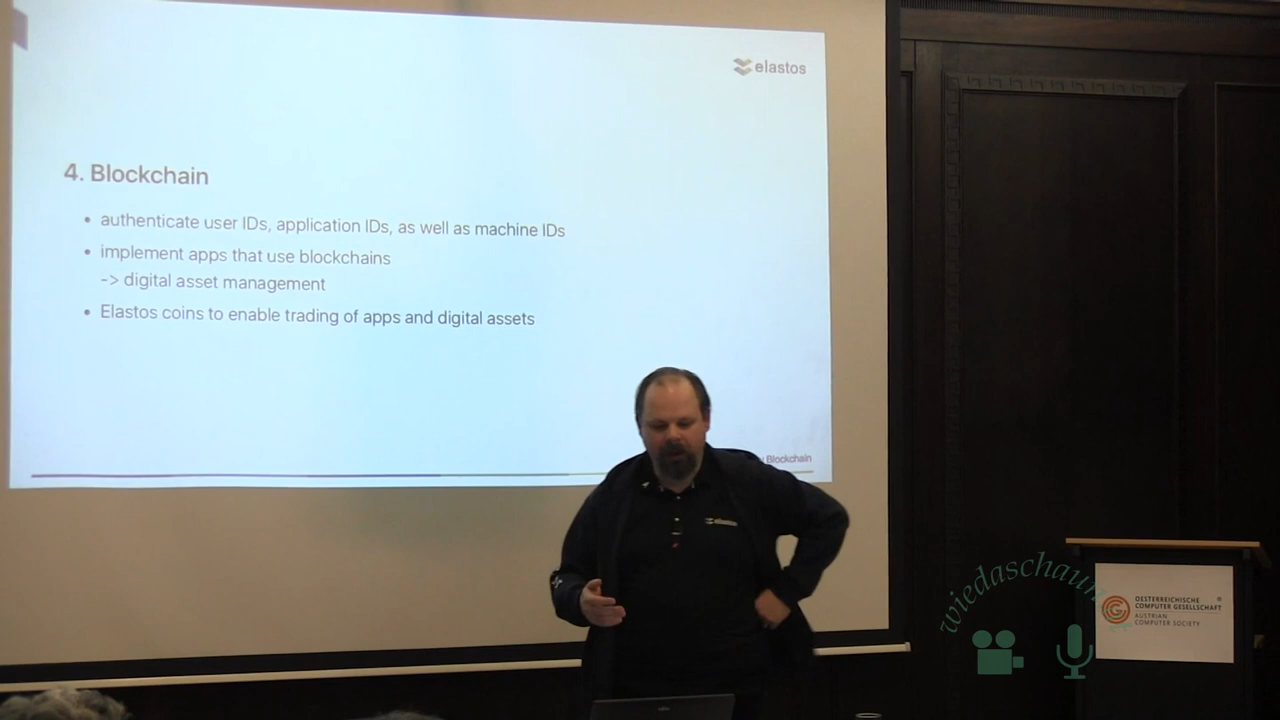 elastos
4. Blockchain
• authenticate user IDs, application IDs, as well as machine IDs
• implement apps that use blockchains
-> digital asset management
• Elastos coins to enable trading of apps and digital assets
Blockchain
elastos
wiedaschaun
OESTERREICHISCHE
COMPUTER GESELLSCHAFT
AUSTRIAN
COMPUTER SOCIETY